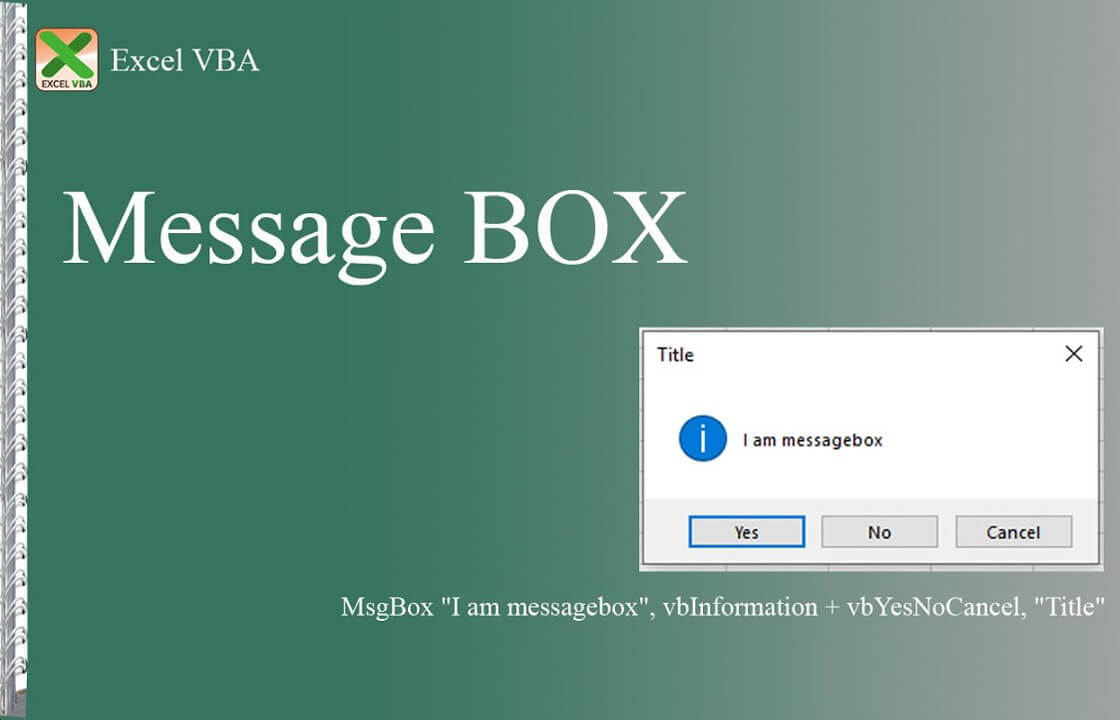 EXCEL VBA
Excel VBA
Message BOX
Title
i
I am messagebox
Yes No Cancel
MsgBox "I am messagebox", vbInformation + vbYesNoCancel, "Title"